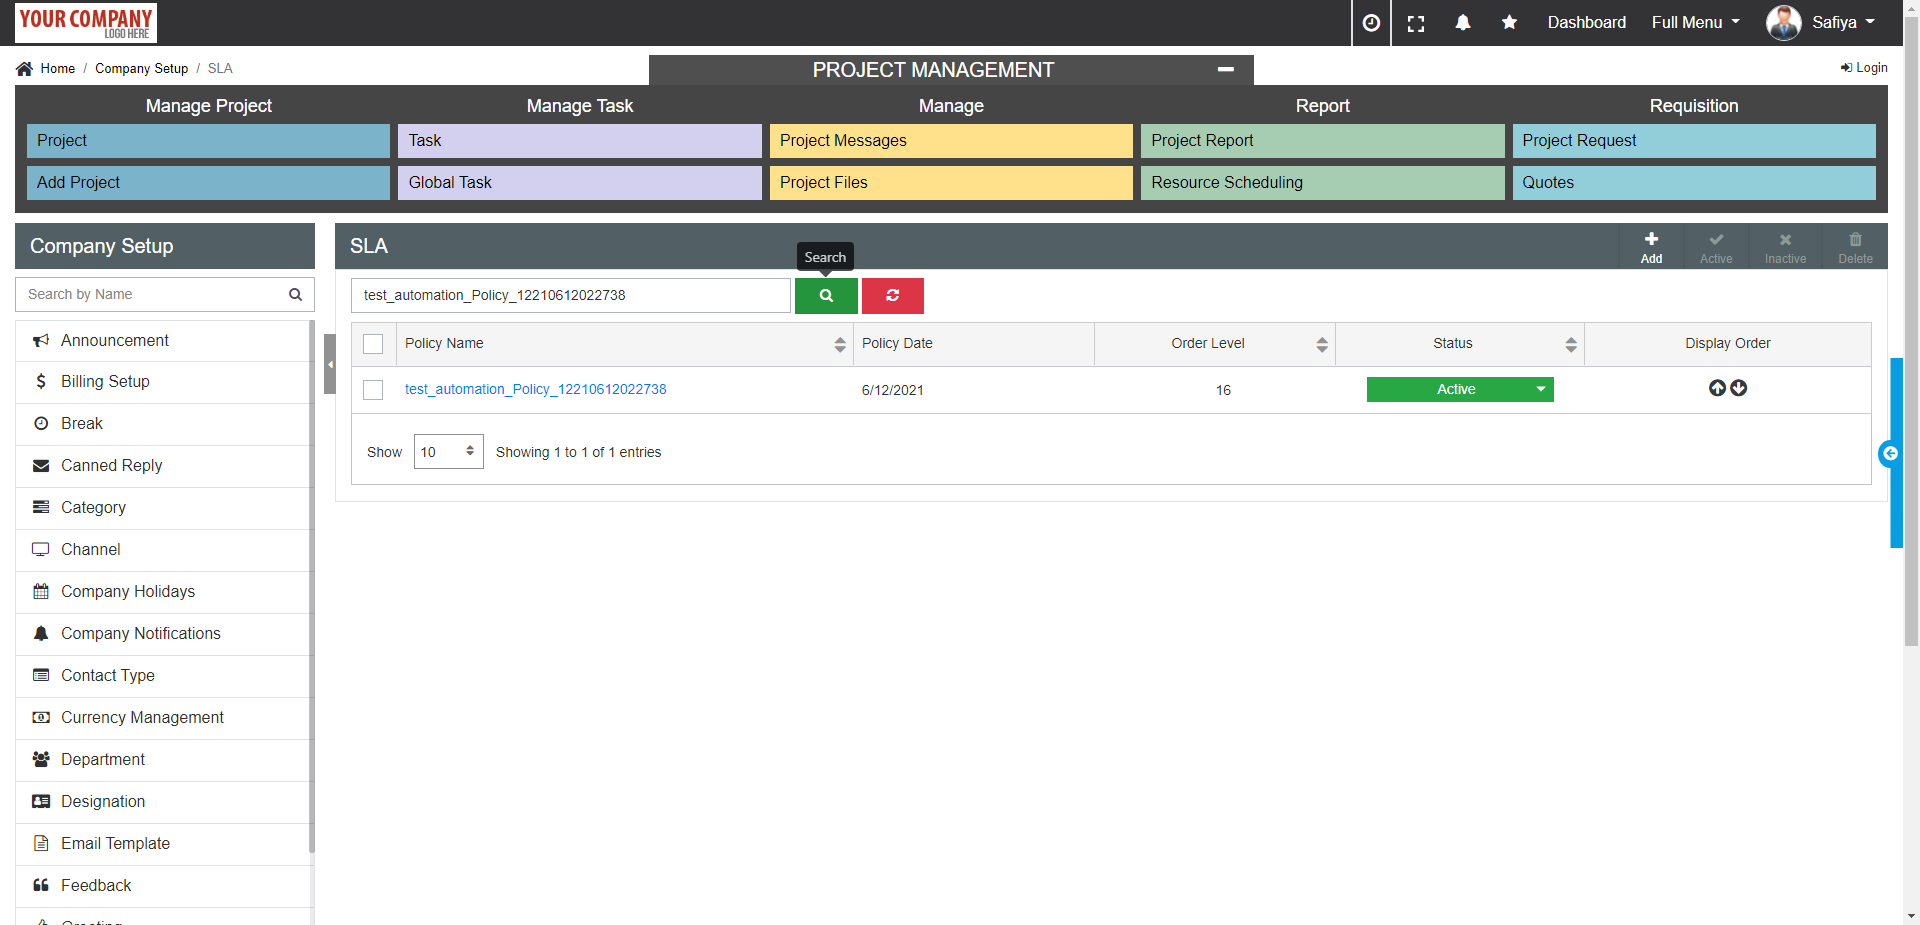 YOUR COMPANY
LOGO HERE
Dashboard
Full Menu
Safiya
Home / Company Setup / SLA
PROJECT MANAGEMENT
Login
Manage Project
Manage Task
Manage
Report
Requisition
Project
Task
Project Messages
Project Report
Project Request
Add Project
Global Task
Project Files
Resource Scheduling
Quotes
Company Setup
Search by Name
Announcement
Billing Setup
Break
Canned Reply
Category
Channel
Company Holidays
Company Notifications
Contact Type
Currency Management
Department
Designation
Email Template
Feedback
SLA
Search
Add
Active
Inactive
Delete
test_automation_Policy_12210612022738
Policy Name
Policy Date
Order Level
Status
Display Order
test_automation_Policy_12210612022738
6/12/2021
16
Active
Show 10 Showing 1 to 1 of 1 entries